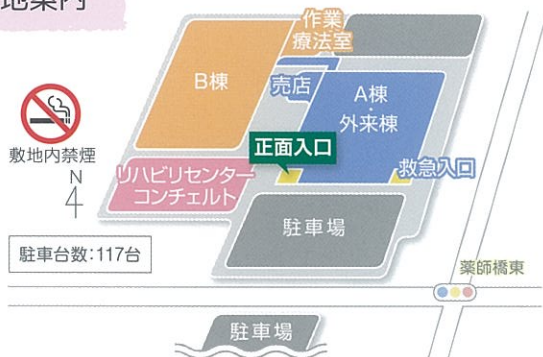 地案内
作業
療法室
B棟
売店
A棟
・
外来棟
敷地内禁煙
正面入口
救急入口
リハビリセンター
コンチェルト
N
駐車場
駐車台数:117台
薬師橋東
駐車場